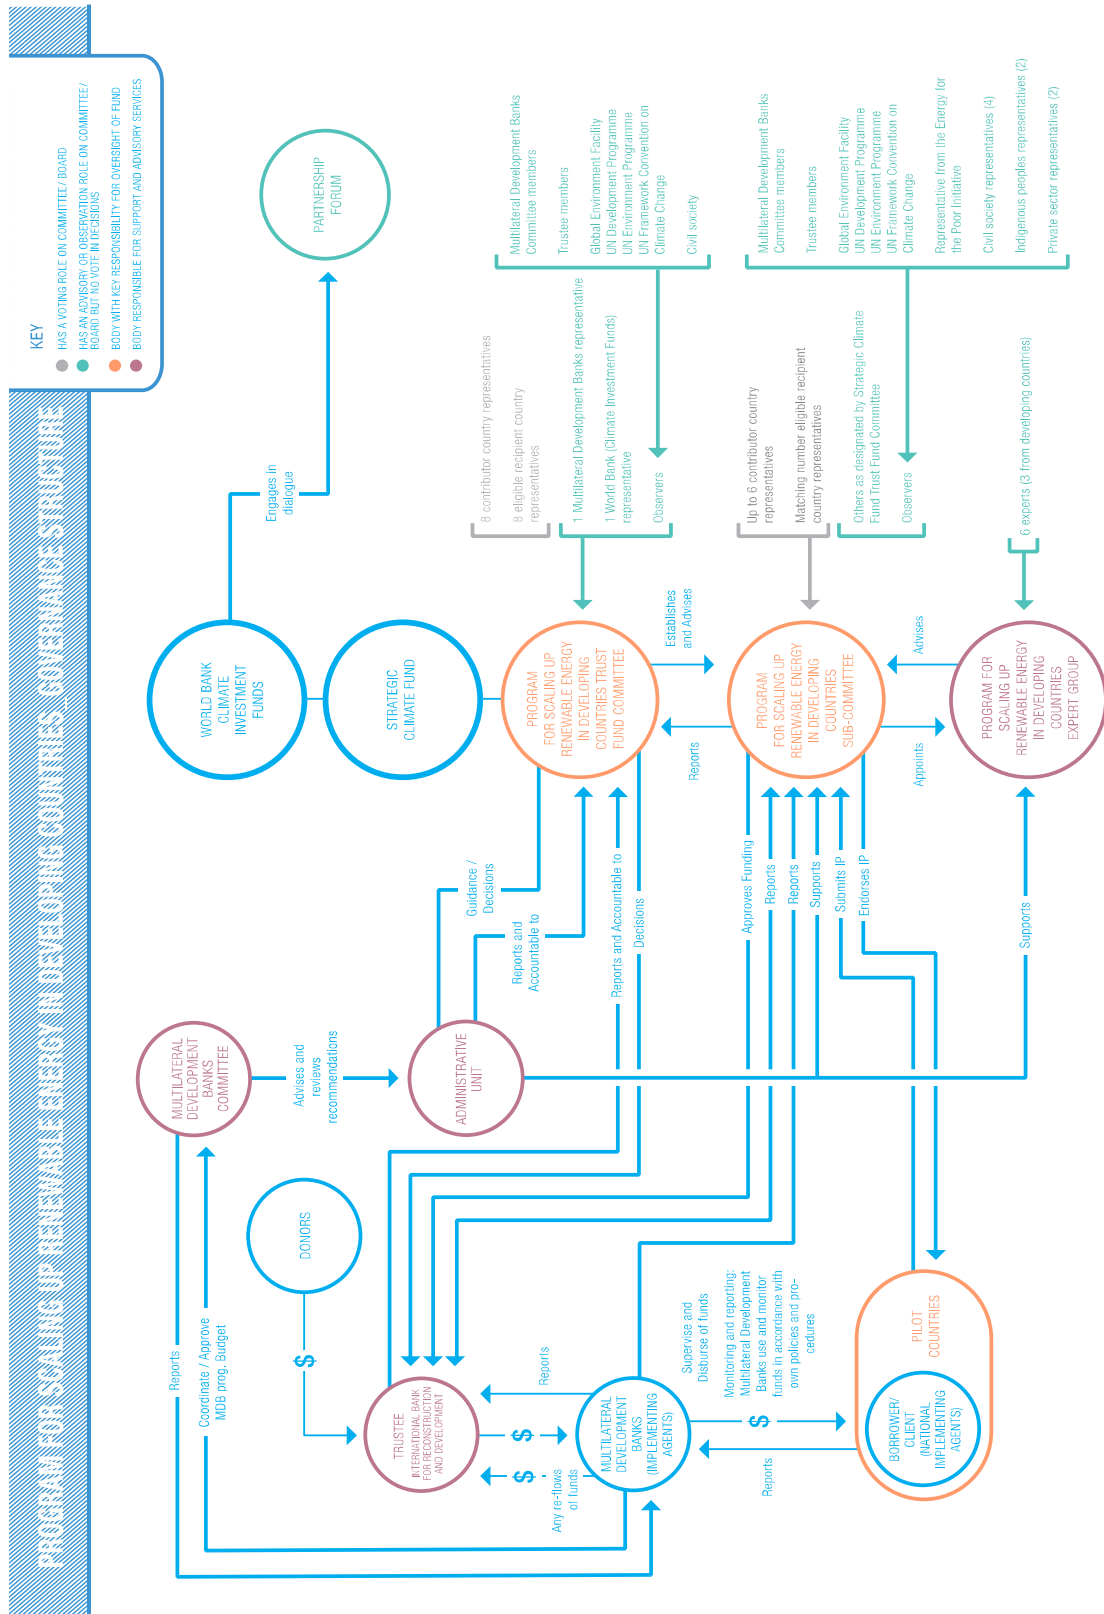 PROGRAM FOR SCALING UP RENEWABLE ENERGY IN DEVELOPING COUNTRIES: GOVERNANCE STRUCTURE
KEY
HAS A VOTING ROLE ON COMMITTEE/ BOARD
HAS AN ADVISORY OR OBSERVATION ROLE ON COMMITTEE/
BOARD BUT NO VOTE IN DECISIONS
BODY WITH KEY RESPONSIBILITY FOR OVERSIGHT OF FUND
BODY RESPONSIBLE FOR SUPPORT AND ADVISORY SERVICES
Reports
Coordinate / Approve
MDB prog, Budget
MULTILATERAL
DEVELOPMENT
BANKS
COMMITTEE
WORLD BANK
CLIMATE
INVESTMENT
FUNDS
Engages in
dialogue
PARTNERSHIP
FORUM
DONORS
$
Advises and
reviews
recommendations
STRATEGIC
CLIMATE FUND
TRUSTEE
INTERNATIONAL BANK
FOR RECONSTRUCTION
AND DEVELOPMENT
ADMINISTRATIVE
UNIT
Guidance /
Decisions
Reports and
Accountable to
PROGRAM
FOR SCALING UP
RENEWABLE ENERGY
IN DEVELOPING
COUNTRIES TRUST
FUND COMMITTEE
8 contributor country representatives
8 eligible recipient country
representatives
1 Multilateral Development Banks representative
1 World Bank (Climate Investment Funds)
representative
Observers
Multilateral Development Banks
Committee members
Trustee members
Global Environment Facility
UN Development Programme
UN Environment Programme
UN Framework Convention on
Climate Change
Civil society
Any re-flows
of funds
$
$
Reports
Reports and Accountable to
Decisions
Reports
Establishes
and Advises
MULTILATERAL
DEVELOPMENT
BANKS
(IMPLEMENTING
AGENTS)
Approves Funding
Reports
Reports
Supports
Submits IP
Endorses IP
PROGRAM
FOR SCALING UP
RENEWABLE ENERGY
IN DEVELOPING
COUNTRIES
SUB-COMMITTEE
Up to 6 contributor country
representatives
Matching number eligible recipient
country representatives
Others as designated by Strategic Climate
Fund Trust Fund Committee
Observers
Multilateral Development Banks
Committee members
Trustee members
Global Environment Facility
UN Development Programme
UN Environment Programme
UN Framework Convention on
Climate Change
Representative from the Energy for
the Poor Initiative
Civil society representatives (4)
Indigenous peoples representatives (2)
Private sector representatives (2)
Reports
$
Supervise and
Disburse of funds
Monitoring and reporting:
Multilateral Development
Banks use and monitor
funds in accordance with
own policies and pro-
cedures
Appoints
Advises
BORROWER/
CLIENT
(NATIONAL
IMPLEMENTING
AGENTS)
PILOT
COUNTRIES
Supports
PROGRAM FOR
SCALING UP
RENEWABLE ENERGY
IN DEVELOPING
COUNTRIES
EXPERT GROUP
6 experts (3 from developing countries)